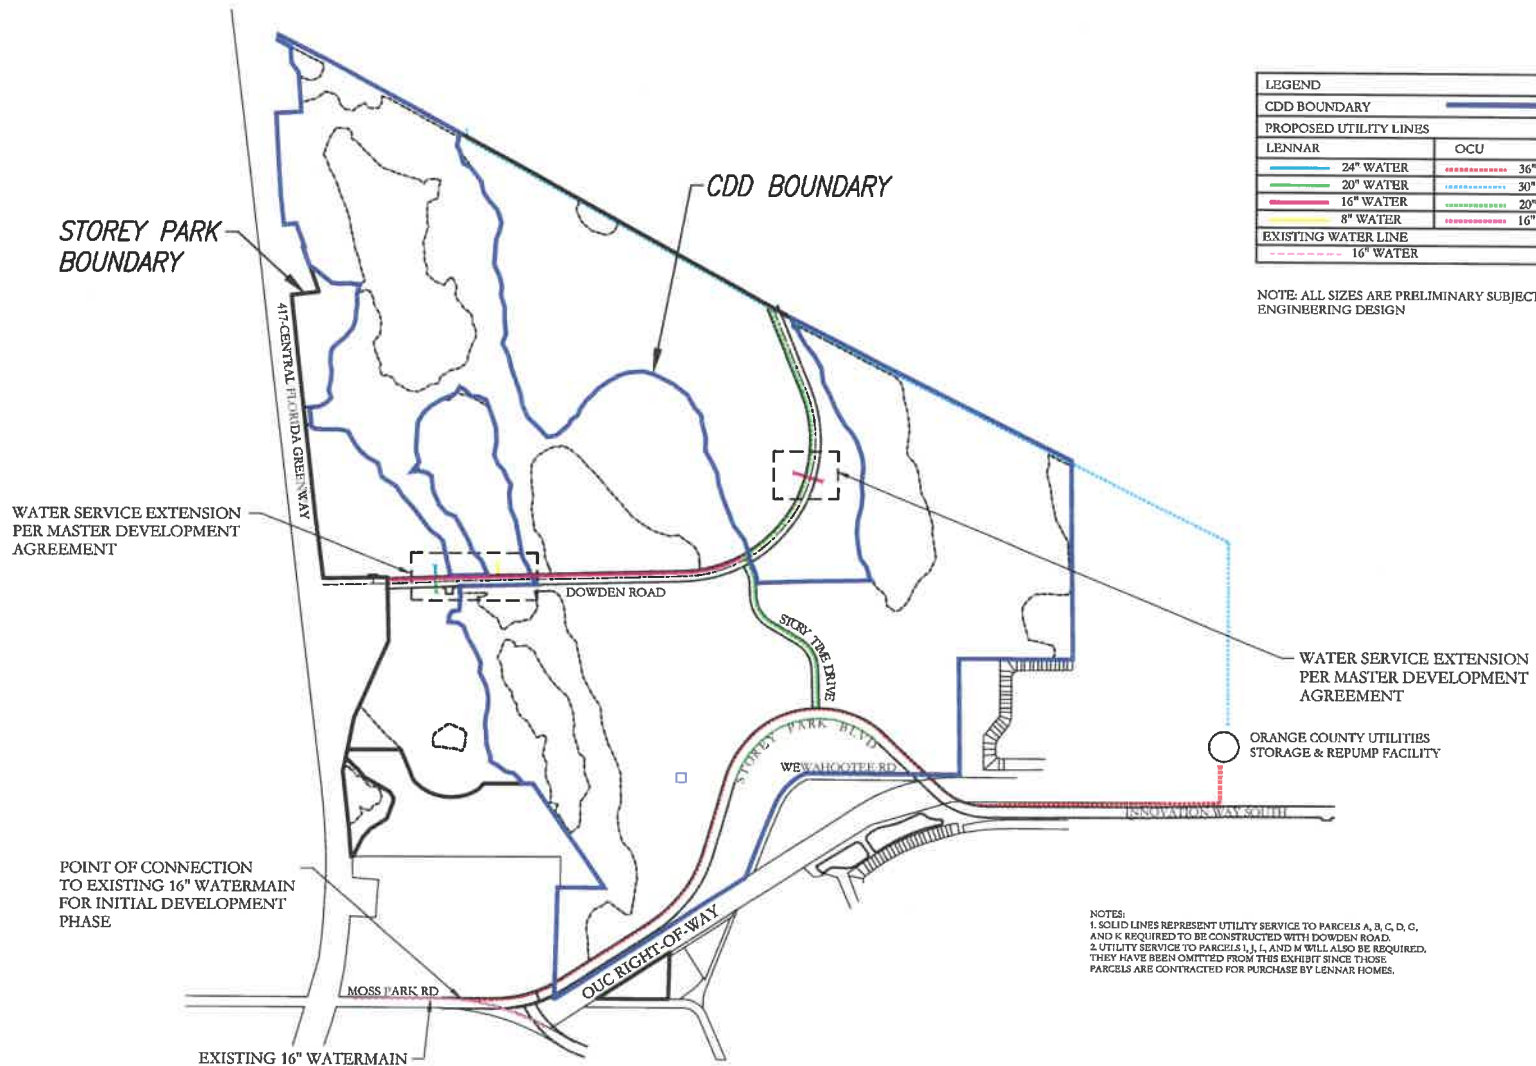 LEGEND
CDD BOUNDARY
PROPOSED UTILITY LINES
LENNAR OCU
24" WATER 36"
20" WATER 30"
16" WATER 20"
8" WATER 16"
EXISTING WATER LINE
16" WATER
NOTE: ALL SIZES ARE PRELIMINARY SUBJECT
ENGINEERING DESIGN
CDD BOUNDARY
STOREY PARK
BOUNDARY
417-CENTRAL FLORIDA GREENWAY
WATER SERVICE EXTENSION
PER MASTER DEVELOPMENT
AGREEMENT
DOWDEN ROAD
STORY TIME DRIVE
WATER SERVICE EXTENSION
PER MASTER DEVELOPMENT
AGREEMENT
STOREY PARK BLVD
WEWAHOOTEE RD
ORANGE COUNTY UTILITIES
STORAGE & REPUMP FACILITY
INNOVATION WAY SOUTH
POINT OF CONNECTION
TO EXISTING 16" WATERMAIN
FOR INITIAL DEVELOPMENT
PHASE
OUC RIGHT-OF-WAY
MOSS PARK RD
EXISTING 16" WATERMAIN
NOTES:
1. SOLID LINES REPRESENT UTILITY SERVICE TO PARCELS A, B, C, D, G,
AND K REQUIRED TO BE CONSTRUCTED WITH DOWDEN ROAD.
2. UTILITY SERVICE TO PARCELS I, J, L, AND M WILL ALSO BE REQUIRED.
THEY HAVE BEEN OMITTED FROM THIS EXHIBIT SINCE THOSE
PARCELS ARE CONTRACTED FOR PURCHASE BY LENNAR HOMES.